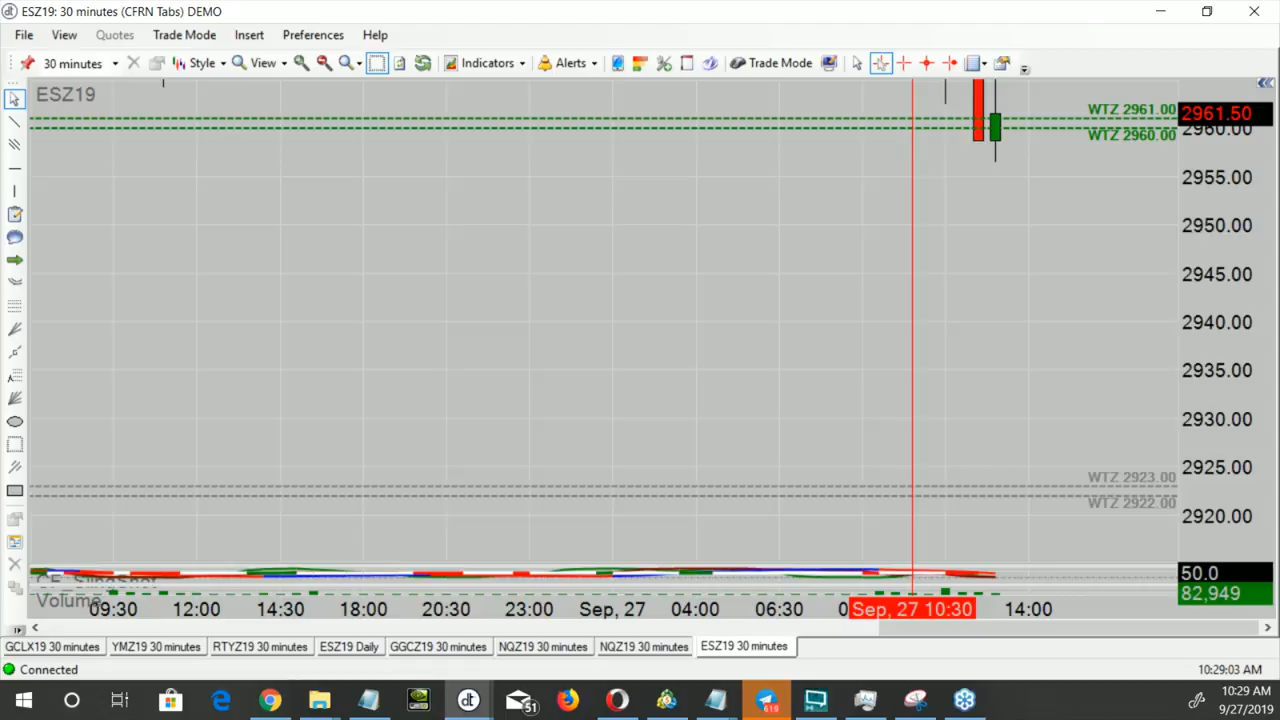 ESZ19: 30 minutes (CFRN Tabs) DEMO
File View Quotes Trade Mode Insert Preferences Help
30 minutes Style View Indicators Alerts Trade Mode
ESZ19
WTZ 2961.00
2961.50
WTZ 2960.00
2960.00
2955.00
2950.00
2945.00
2940.00
2935.00
2930.00
2925.00
WTZ 2923.00
WTZ 2922.00
2920.00
CF_SlingShot
50.0
Volume
82,949
09:30 12:00 14:30 18:00 20:30 23:00 Sep, 27 04:00 06:30 0 Sep, 27 10:30 14:00
GCLX19 30 minutes YMZ19 30 minutes RTYZ19 30 minutes ESZ19 Daily GGCZ19 30 minutes NQZ19 30 minutes NQZ19 30 minutes ESZ19 30 minutes
Connected 10:29:03 AM
dt 51 619 10:29 AM
9/27/2019